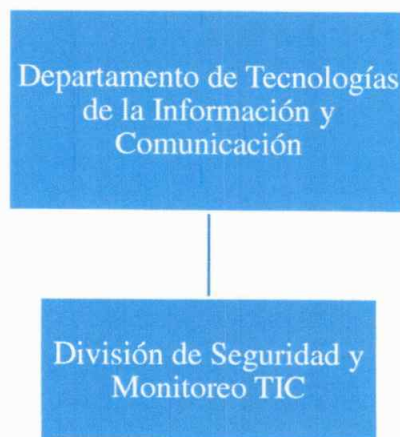 Departamento de Tecnologías
de la Información y
Comunicación
División de Seguridad y
Monitoreo TIC